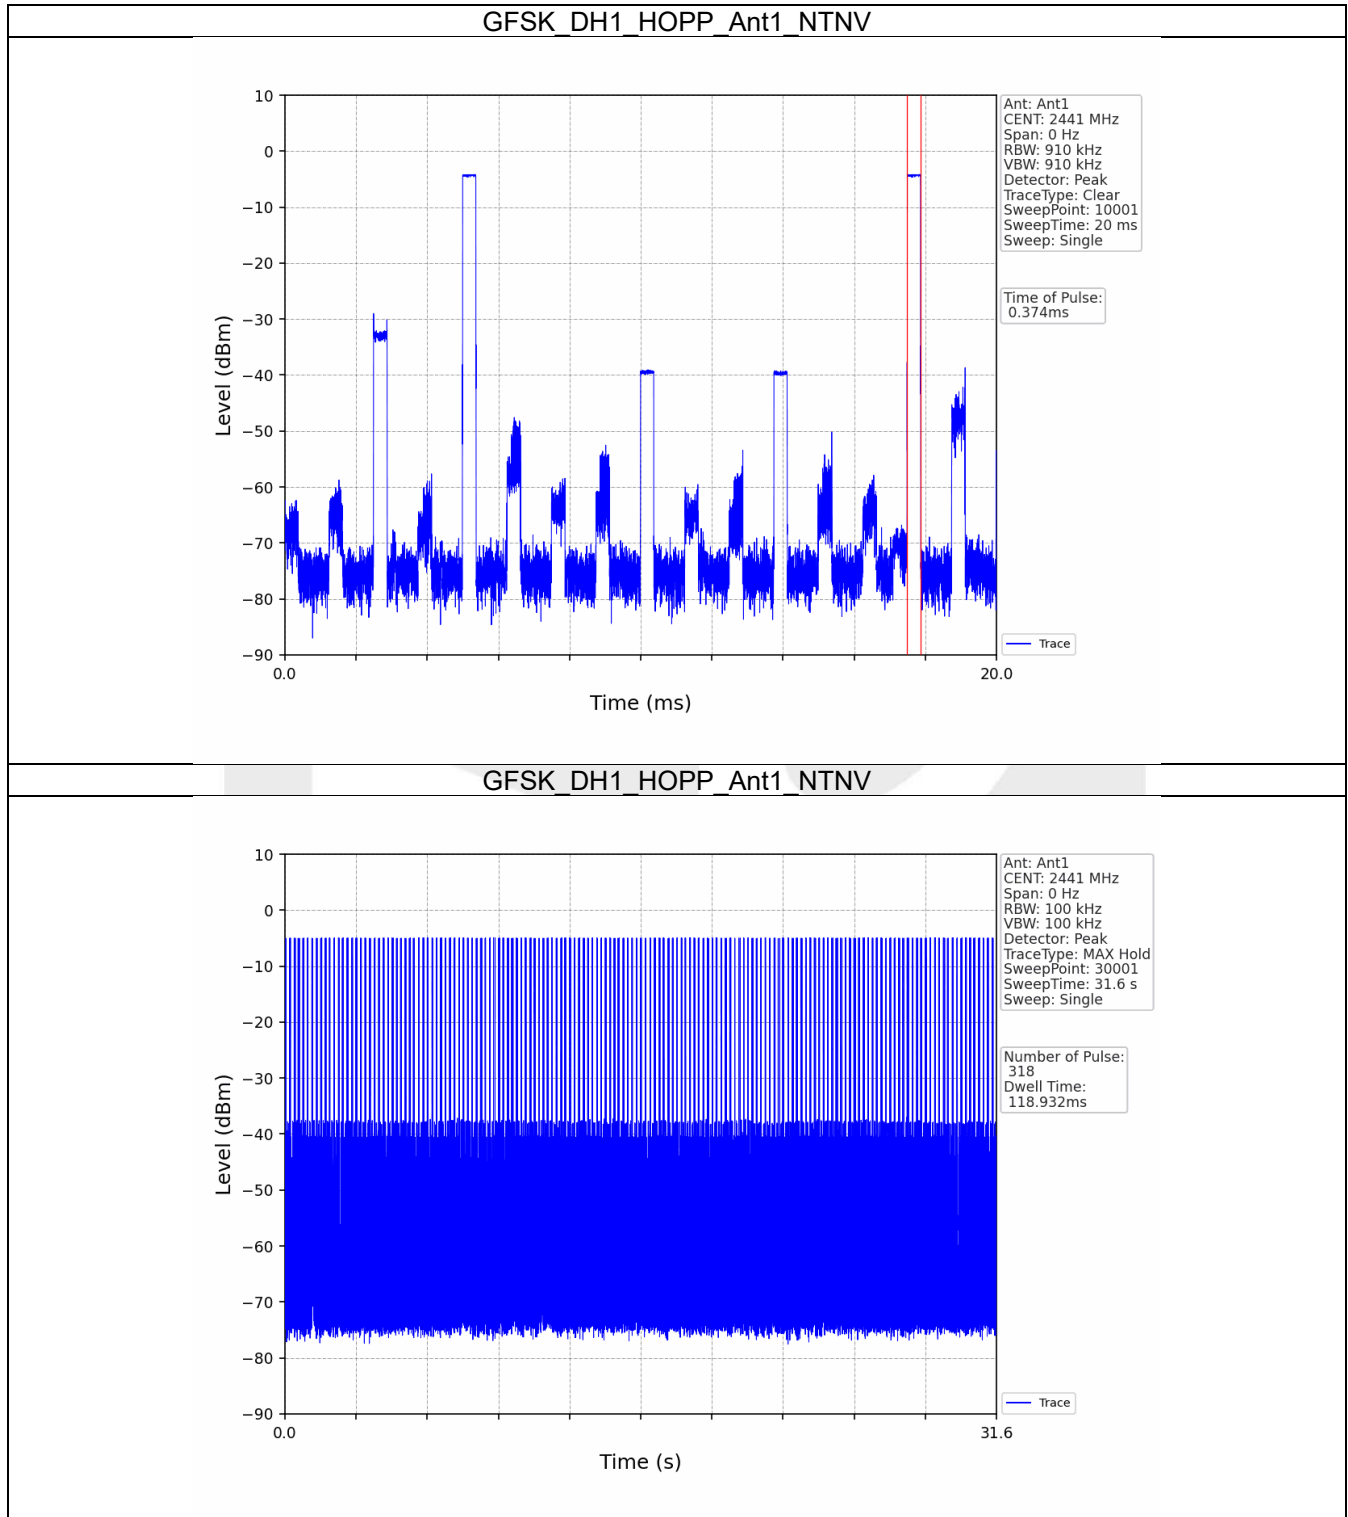 GFSK_DH1_HOPP_Ant1_NTNV
10
0
−10
−20
−30
−40
−50
−60
−70
−80
−90
Level (dBm)
0.0
20.0
Time (ms)
Ant: Ant1
CENT: 2441 MHz
Span: 0 Hz
RBW: 910 kHz
VBW: 910 kHz
Detector: Peak
TraceType: Clear
SweepPoint: 10001
SweepTime: 20 ms
Sweep: Single
Time of Pulse:
0.374ms
Trace
GFSK_DH1_HOPP_Ant1_NTNV
10
0
−10
−20
−30
−40
−50
−60
−70
−80
−90
Level (dBm)
0.0
31.6
Time (s)
Ant: Ant1
CENT: 2441 MHz
Span: 0 Hz
RBW: 100 kHz
VBW: 100 kHz
Detector: Peak
TraceType: MAX Hold
SweepPoint: 30001
SweepTime: 31.6 s
Sweep: Single
Number of Pulse:
318
Dwell Time:
118.932ms
Trace